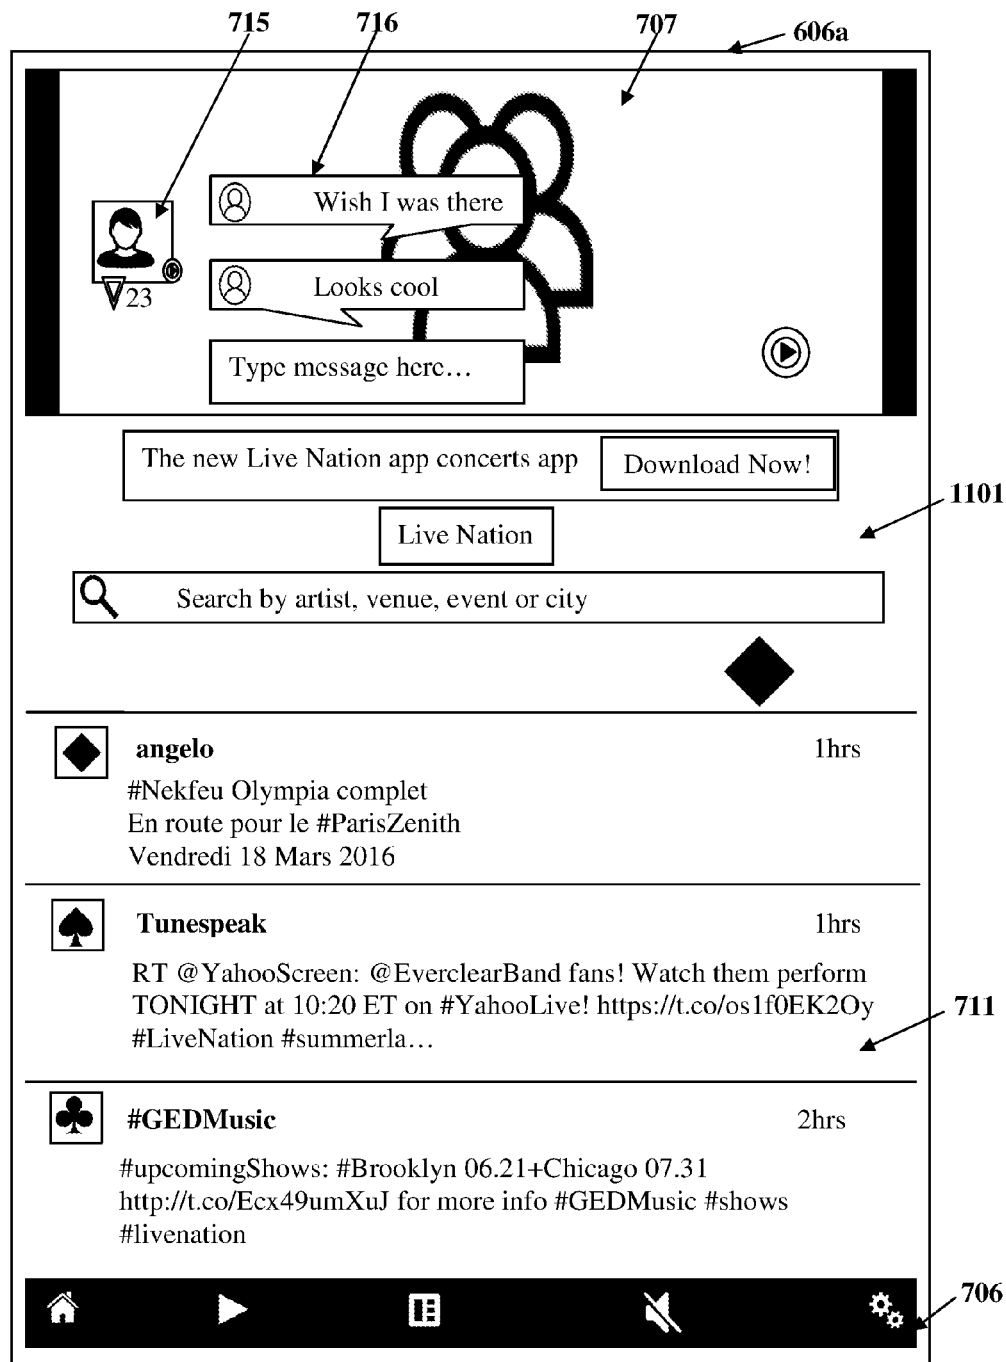 715
716
707
606a
Wish I was there
23
Looks cool
Type message here…
The new Live Nation app concerts app
Download Now!
1101
Live Nation
Search by artist, venue, event or city
angelo
1hrs
#Nekfeu Olympia complet
En route pour le #ParisZenith
Vendredi 18 Mars 2016
Tunespeak
1hrs
RT @YahooScreen: @EverclearBand fans! Watch them perform
TONIGHT at 10:20 ET on #YahooLive! https://t.co/os1f0EK2Oy
#LiveNation #summerla…
711
#GEDMusic
2hrs
#upcomingShows: #Brooklyn 06.21+Chicago 07.31
http://t.co/Ecx49umXuJ for more info #GEDMusic #shows
#livenation
706